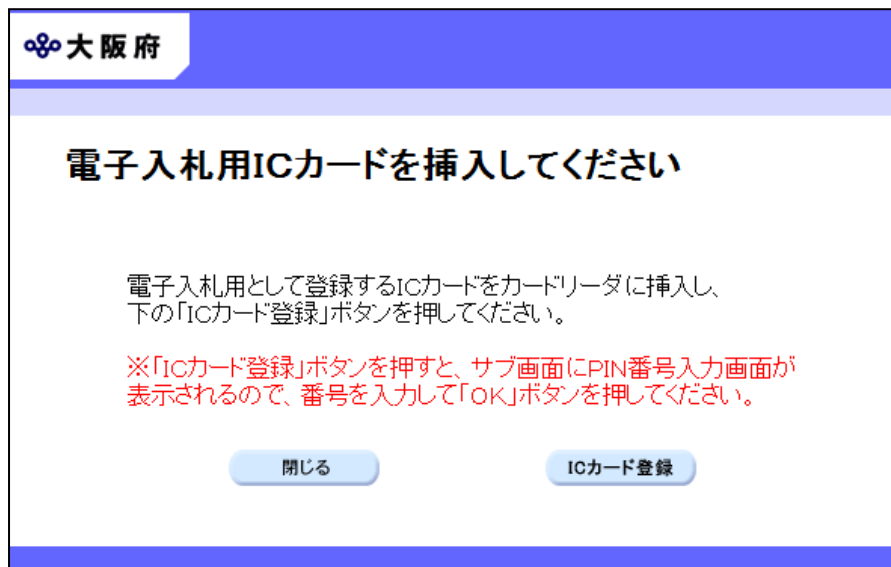 大阪府
電子入札用ICカードを挿入してください
電子入札用として登録するICカードをカードリーダに挿入し、
下の「ICカード登録」ボタンを押してください。
※「ICカード登録」ボタンを押すと、サブ画面にPIN番号入力画面が
表示されるので、番号を入力して「OK」ボタンを押してください。
閉じる
ICカード登録